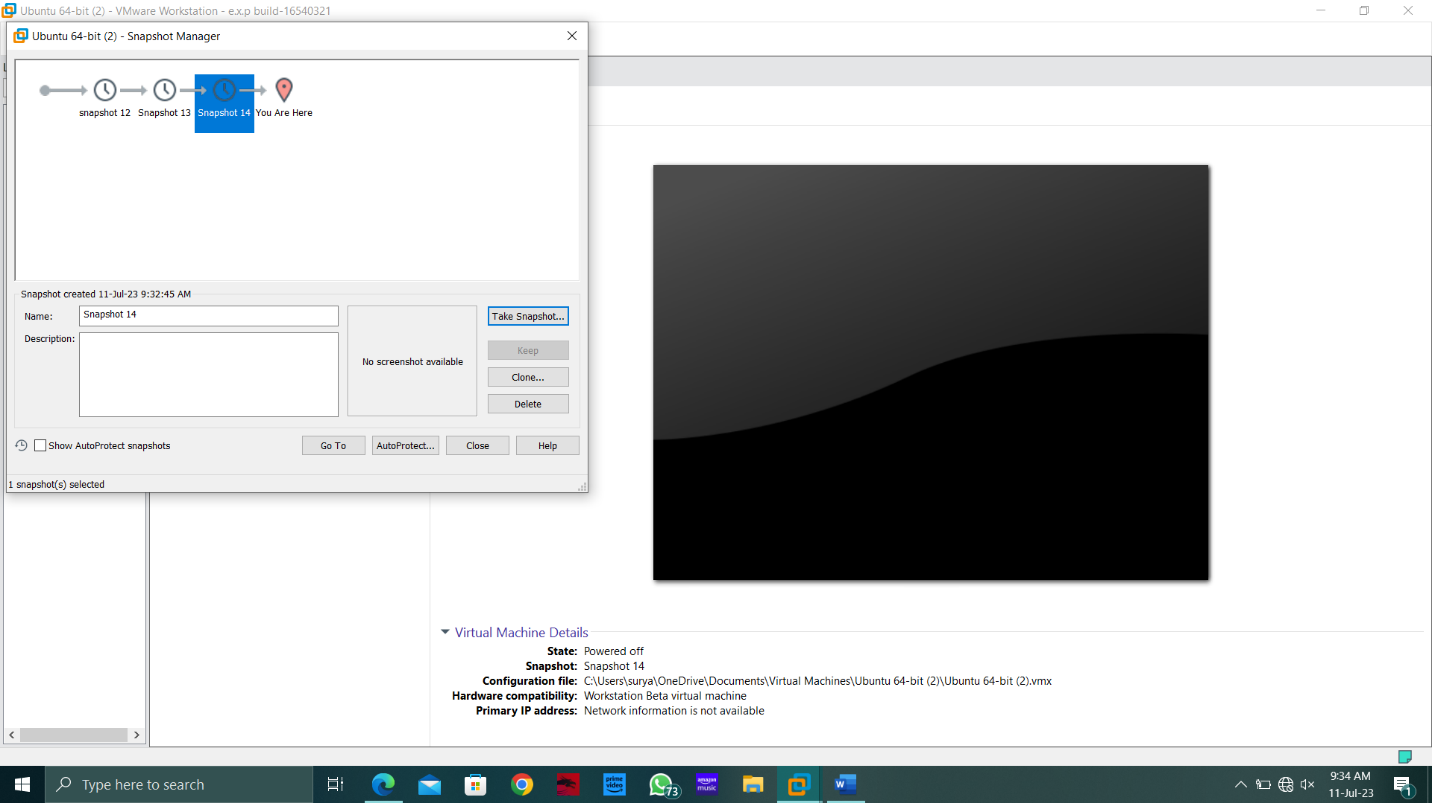 Ubuntu 64-bit (2) - VMware Workstation - e.x.p build-16540321
Ubuntu 64-bit (2) - Snapshot Manager
snapshot 12 Snapshot 13 Snapshot 14 You Are Here
Snapshot created 11-Jul-23 9:32:45 AM
Name: Snapshot 14
Take Snapshot...
Description:
No screenshot available
Keep
Clone...
Delete
Show AutoProtect snapshots
Go To
AutoProtect...
Close
Help
1 snapshot(s) selected
Virtual Machine Details
State: Powered off
Snapshot: Snapshot 14
Configuration file: C:\Users\surya\OneDrive\Documents\Virtual Machines\Ubuntu 64-bit (2)\Ubuntu 64-bit (2).vmx
Hardware compatibility: Workstation Beta virtual machine
Primary IP address: Network information is not available
Type here to search
prime video
73
amazon music
W
9:34 AM
11-Jul-23
1